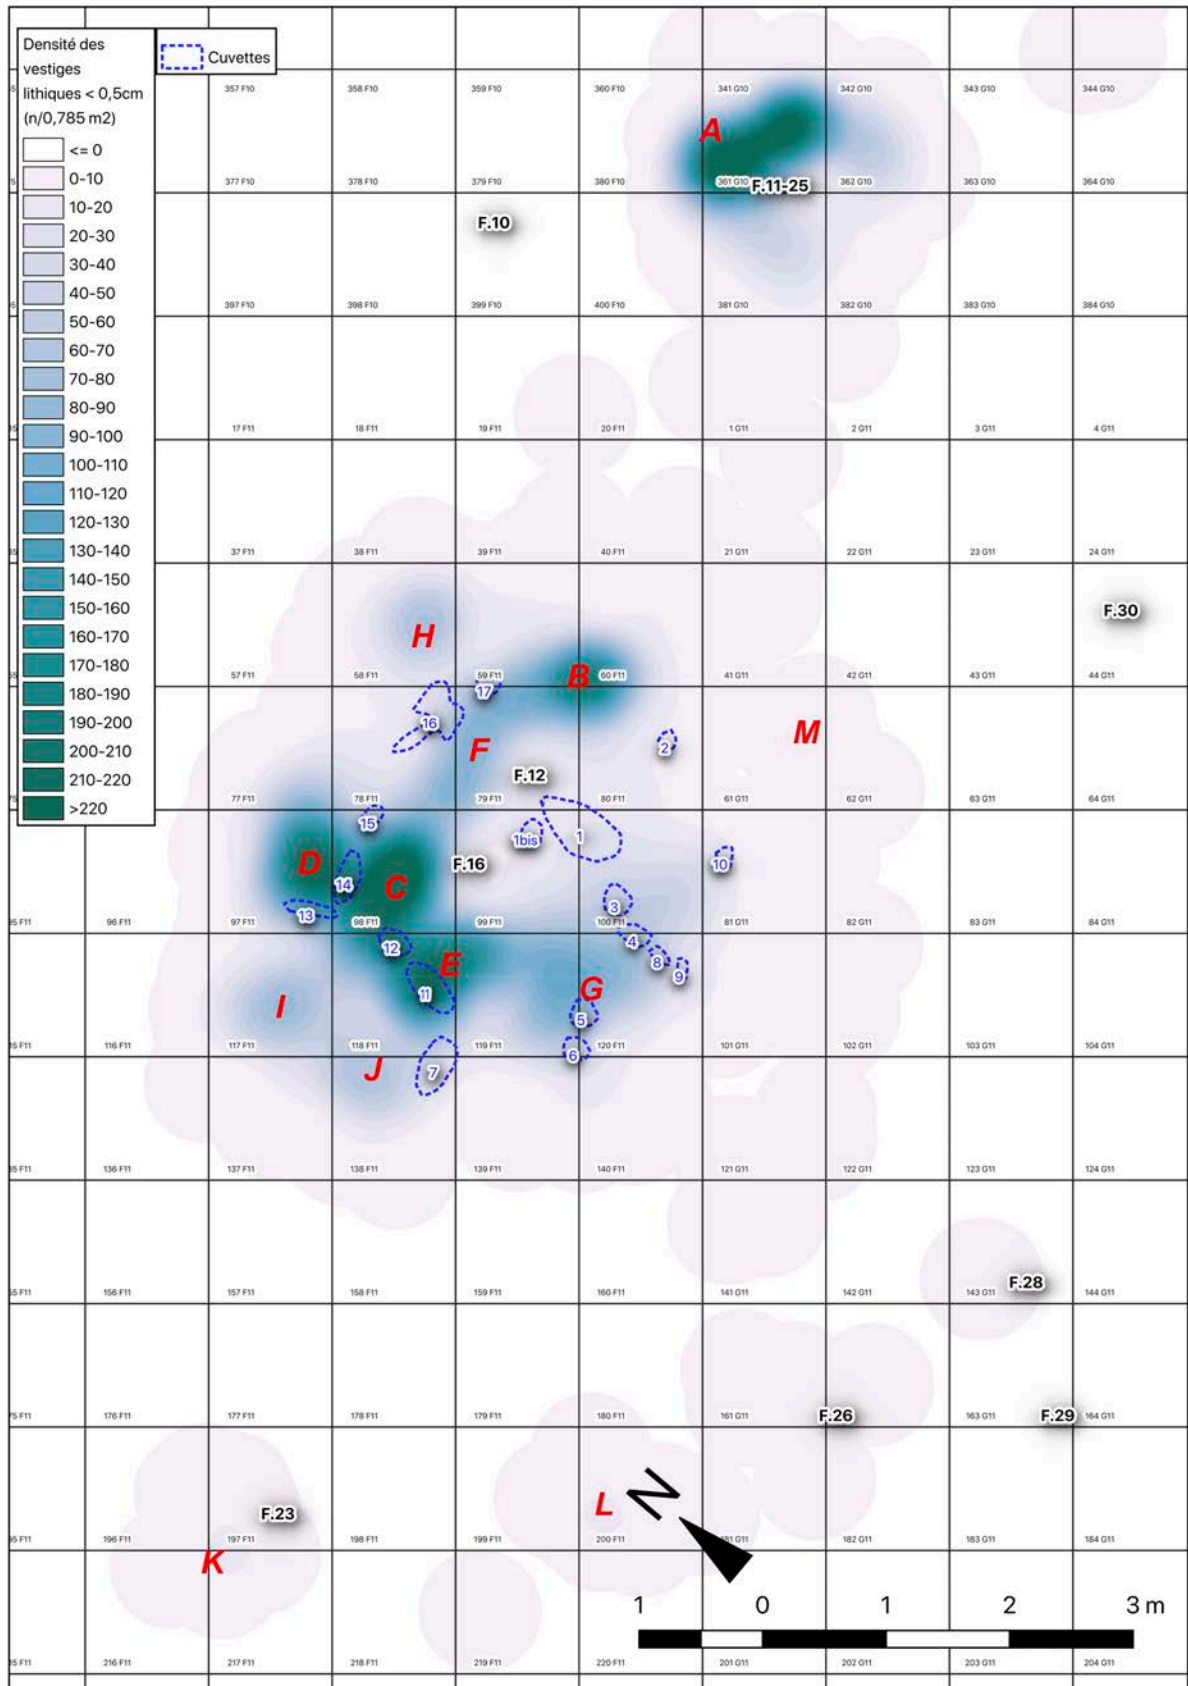 Densité des
vestiges
lithiques < 0,5cm
(n/0,785 m2)
<= 0
0-10
10-20
20-30
30-40
40-50
50-60
60-70
70-80
80-90
90-100
100-110
110-120
120-130
130-140
140-150
150-160
160-170
170-180
180-190
190-200
200-210
210-220
>220
Cuvettes
357 F10 358 F10 359 F10 360 F10 341 G10 342 G10 343 G10 344 G10
A
377 F10 378 F10 379 F10 380 F10 361 G10 F.11-25 362 G10 363 G10 364 G10
F.10
397 F10 398 F10 399 F10 400 F10 381 G10 382 G10 383 G10 384 G10
17 F11 18 F11 19 F11 20 F11 1 G11 2 G11 3 G11 4 G11
37 F11 38 F11 39 F11 40 F11 21 G11 22 G11 23 G11 24 G11
F.30
H
57 F11 58 F11 59 F11 B 60 F11 41 G11 42 G11 43 G11 44 G11
17
16 F 2 M
F.12
77 F11 78 F11 79 F11 80 F11 61 G11 62 G11 63 G11 64 G11
15 1bis 1
D 14 C F.16 10
13 3
96 F11 97 F11 98 F11 99 F11 100 F11 81 G11 82 G11 83 G11 84 G11
12 4
E 8 9
I 11 G
5
116 F11 117 F11 118 F11 119 F11 120 F11 101 G11 102 G11 103 G11 104 G11
J 7 6
136 F11 137 F11 138 F11 139 F11 140 F11 121 G11 122 G11 123 G11 124 G11
F.28
156 F11 157 F11 158 F11 159 F11 160 F11 141 G11 142 G11 143 G11 144 G11
176 F11 177 F11 178 F11 179 F11 180 F11 161 G11 F.26 163 G11 F.29 164 G11
F.23 L N
196 F11 197 F11 198 F11 199 F11 200 F11 181 G11 182 G11 183 G11 184 G11
K
1 0 1 2 3 m
216 F11 217 F11 218 F11 219 F11 220 F11 201 G11 202 G11 203 G11 204 G11